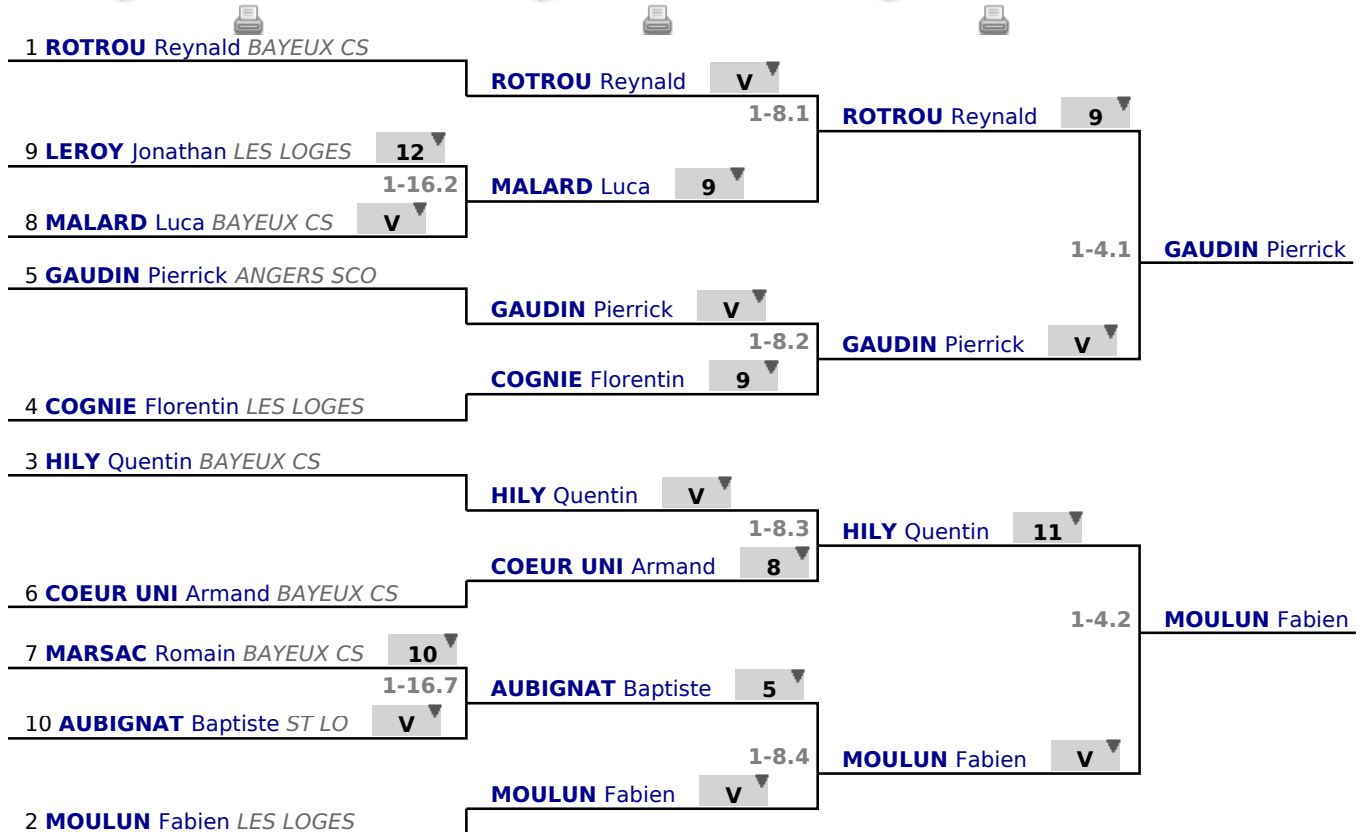 1 ROTROU Reynald BAYEUX CS
ROTROU Reynald V
1-8.1
ROTROU Reynald 9
9 LEROY Jonathan LES LOGES 12
1-16.2
MALARD Luca 9
8 MALARD Luca BAYEUX CS V
1-4.1
GAUDIN Pierrick
5 GAUDIN Pierrick ANGERS SCO
GAUDIN Pierrick V
1-8.2
GAUDIN Pierrick V
COGNIE Florentin 9
4 COGNIE Florentin LES LOGES
3 HILY Quentin BAYEUX CS
HILY Quentin V
1-8.3
HILY Quentin 11
COEUR UNI Armand 8
6 COEUR UNI Armand BAYEUX CS
1-4.2
MOULUN Fabien
7 MARSAC Romain BAYEUX CS 10
1-16.7
AUBIGNAT Baptiste 5
10 AUBIGNAT Baptiste ST LO V
1-8.4
MOULUN Fabien V
MOULUN Fabien V
2 MOULUN Fabien LES LOGES